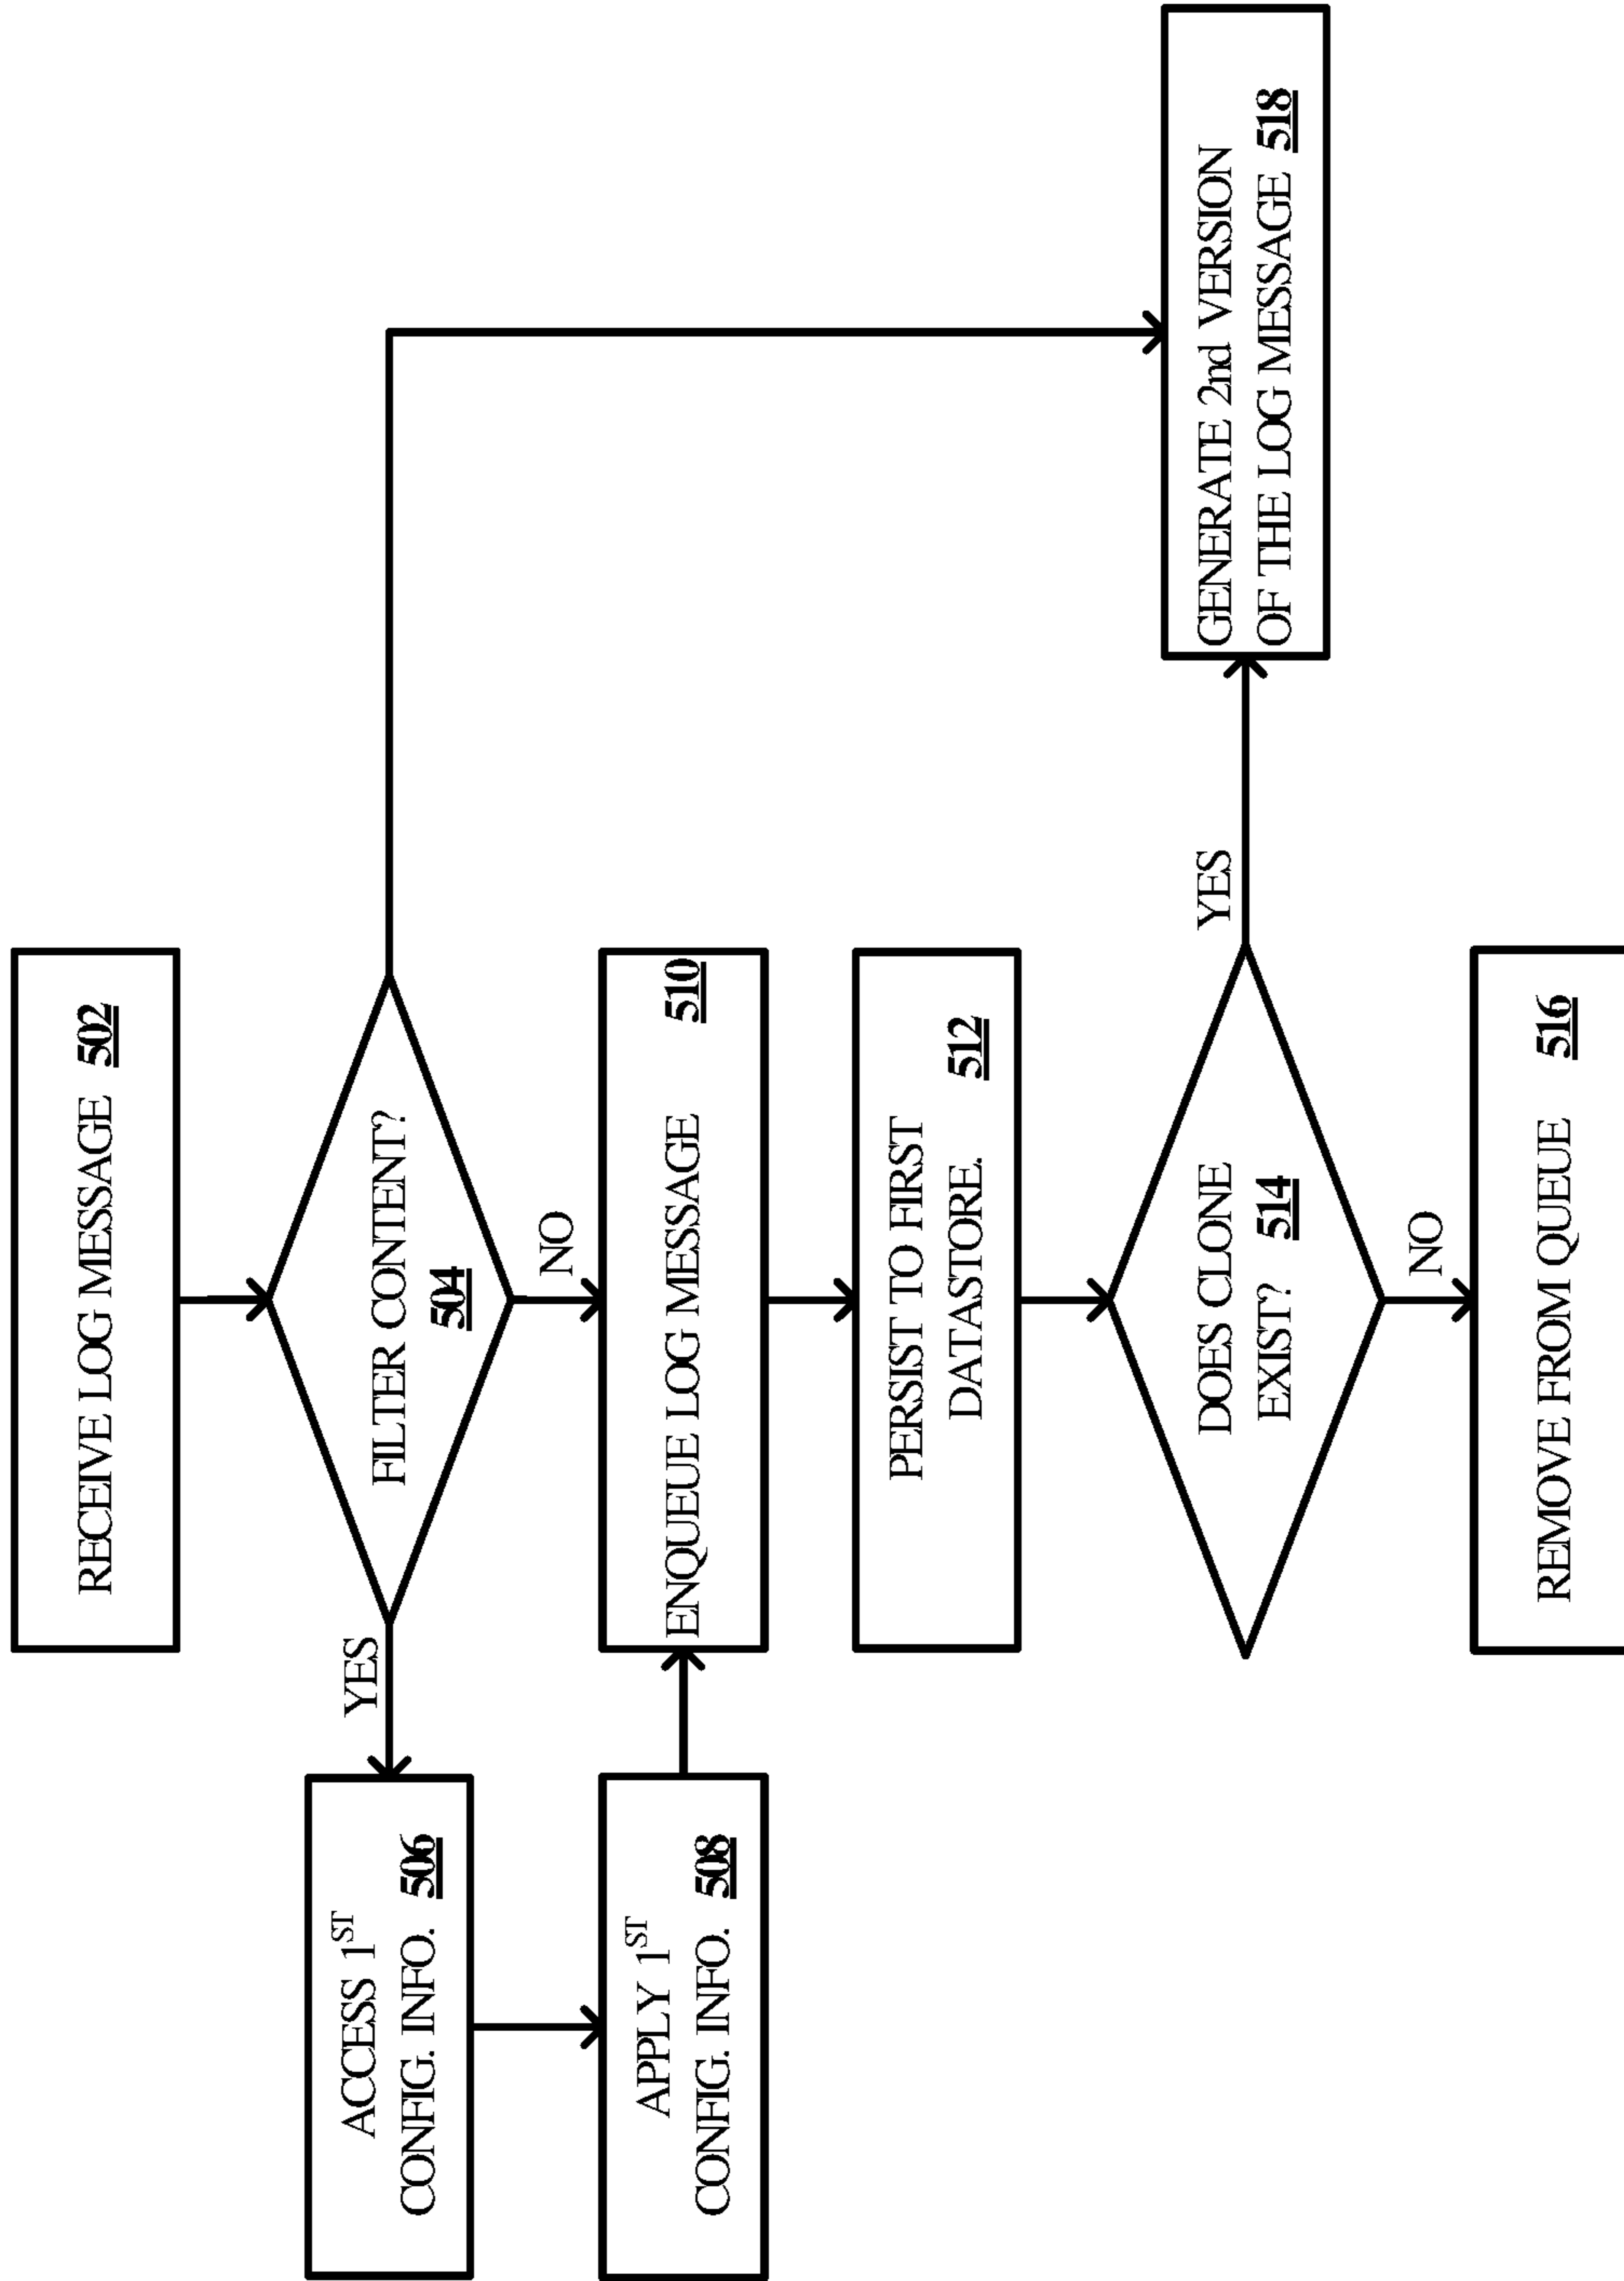 RECEIVE LOG MESSAGE 502
FILTER CONTENT?
504
YES
NO
ACCESS 1ST
CONFIG. INFO. 506
APPLY 1ST
CONFIG. INFO. 508
ENQUEUE LOG MESSAGE 510
PERSIST TO FIRST
DATASTORE. 512
DOES CLONE
EXIST? 514
YES
NO
GENERATE 2nd VERSION
OF THE LOG MESSAGE 518
REMOVE FROM QUEUE 516